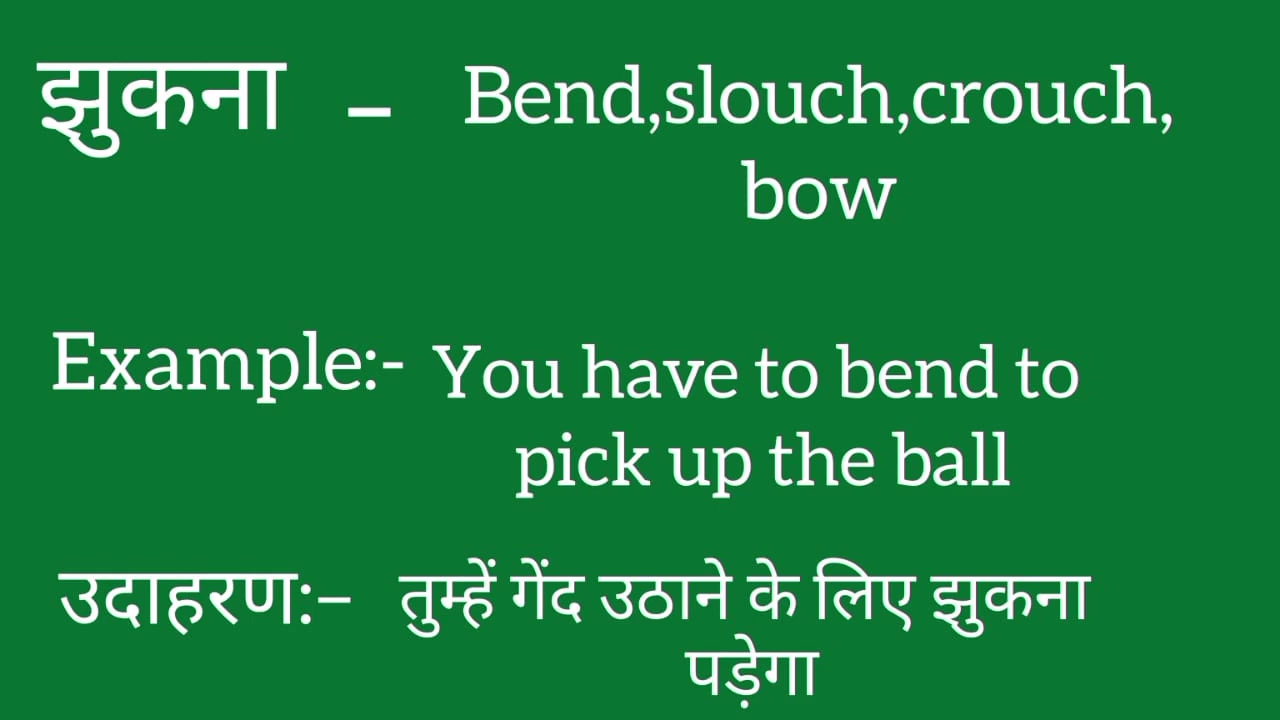 झुकना – Bend,slouch,crouch,
bow
Example:- You have to bend to
pick up the ball
उदाहरण:– तुम्हें गेंद उठाने के लिए झुकना
पड़ेगा